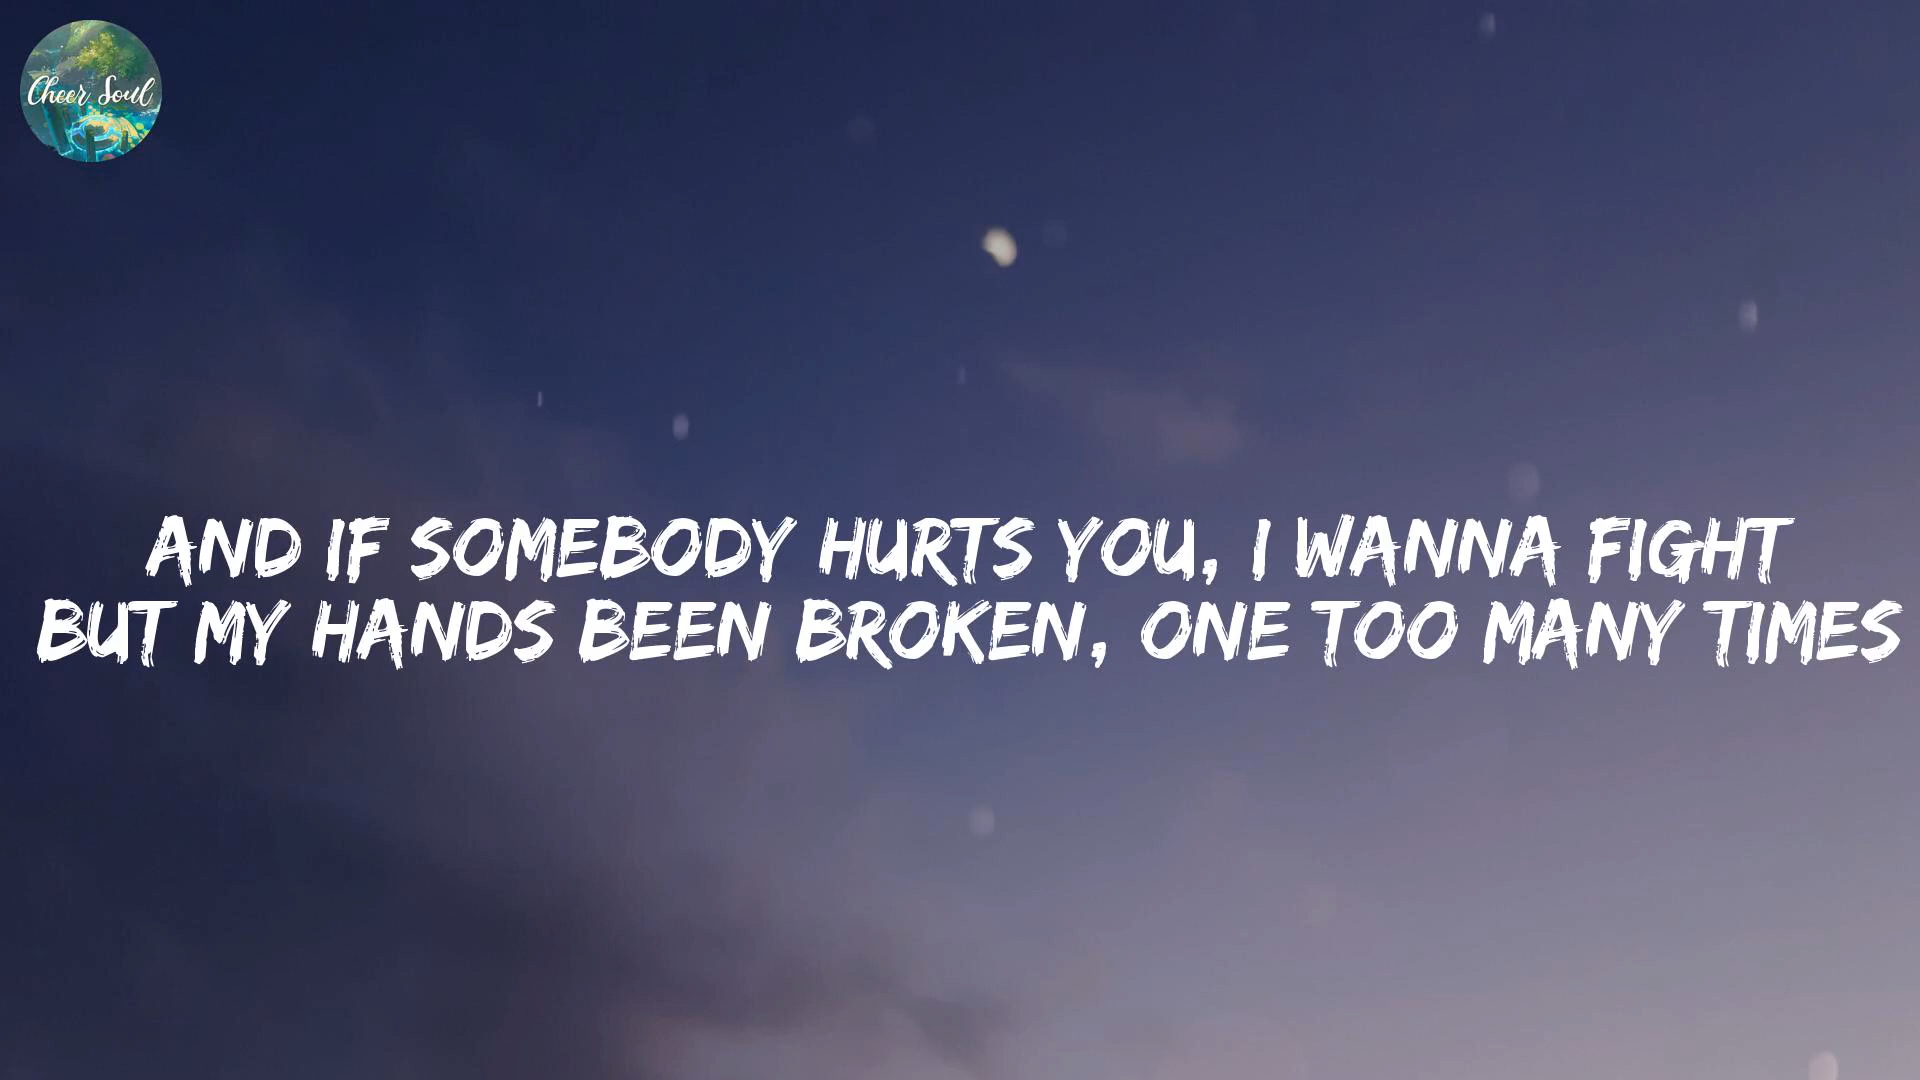 Cheer Soul
AND IF SOMEBODY HURTS YOU, I WANNA FIGHT
BUT MY HANDS BEEN BROKEN, ONE TOO MANY TIMES